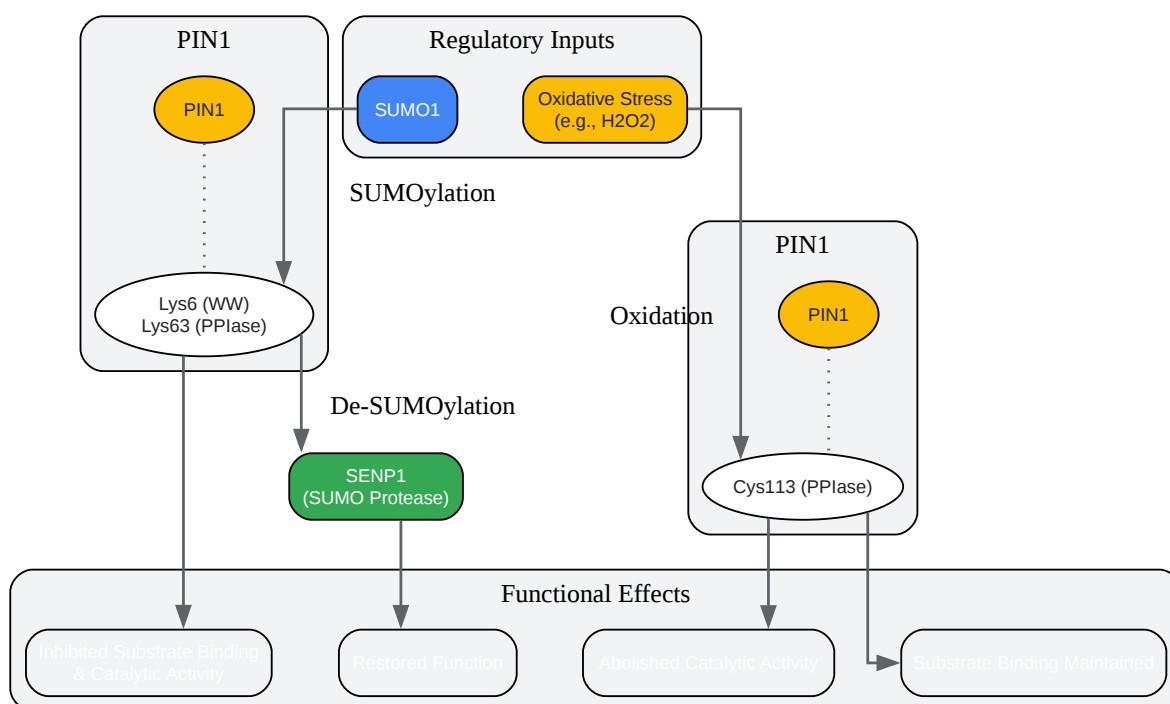 PIN1
Regulatory Inputs
PIN1
SUMO1
Oxidative Stress
(e.g., H2O2)
SUMOylation
PIN1
Lys6 (WW)
Lys63 (PPIase)
Oxidation
PIN1
De-SUMOylation
SENP1
(SUMO Protease)
Cys113 (PPIase)
Functional Effects
Inhibited Substrate Binding
& Catalytic Activity
Restored Function
Abolished Catalytic Activity
Substrate Binding Maintained